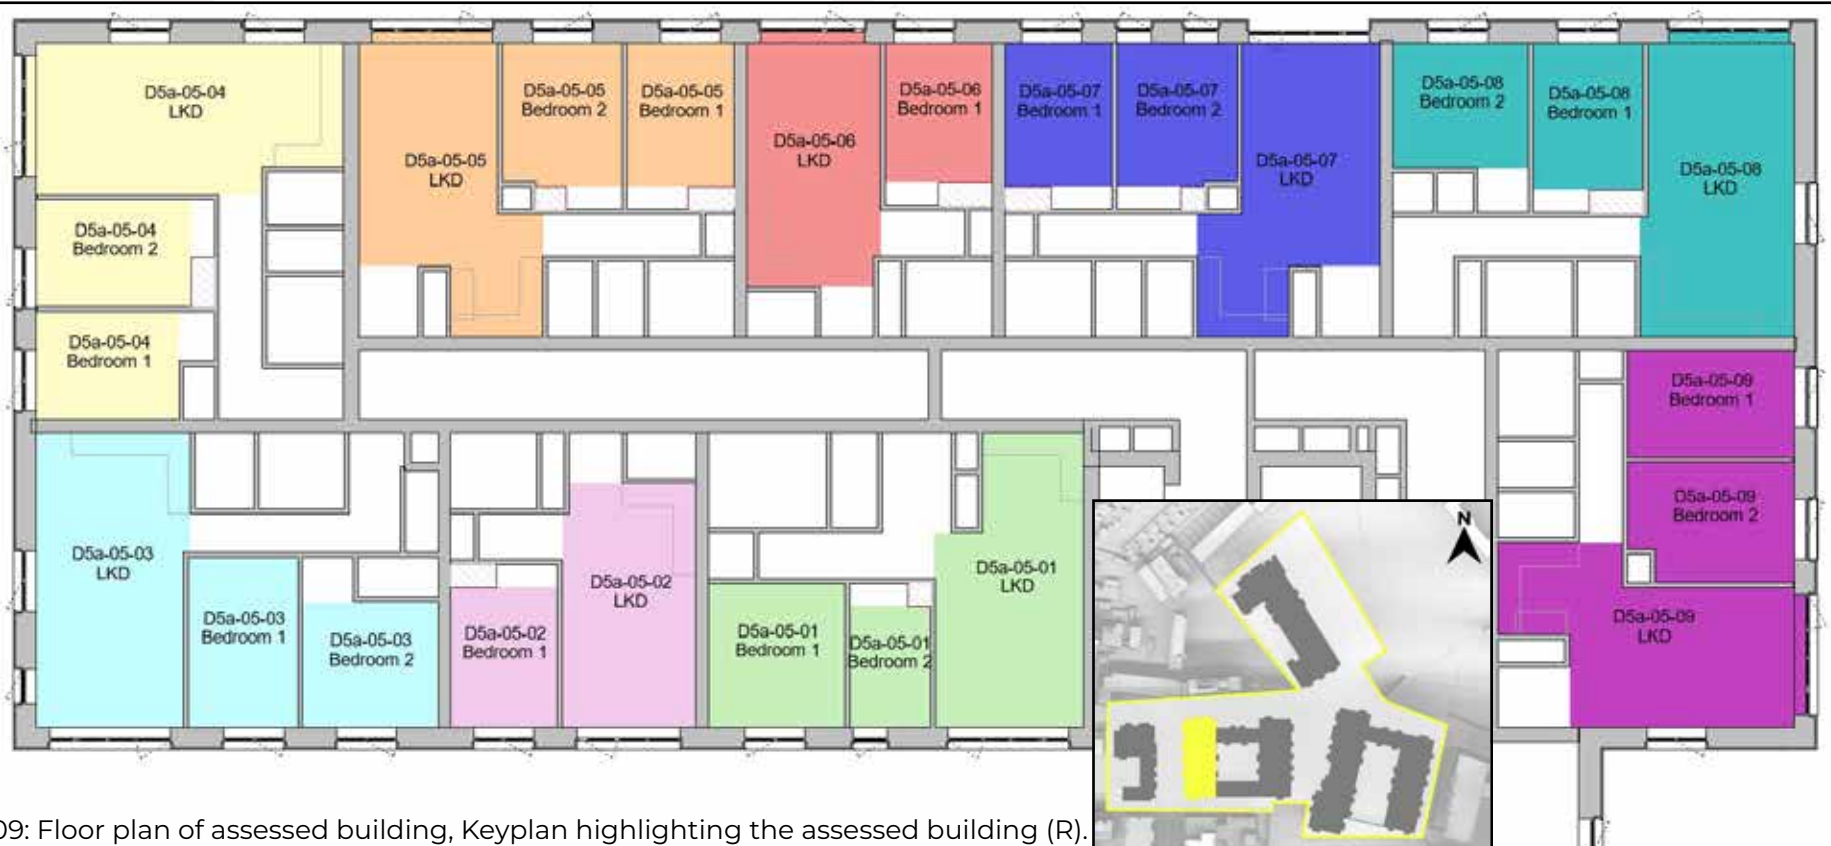 D5a-05-04
LKD
D5a-05-04
Bedroom 2
D5a-05-04
Bedroom 1
D5a-05-05
LKD
D5a-05-05
Bedroom 2
D5a-05-05
Bedroom 1
D5a-05-06
LKD
D5a-05-06
Bedroom 1
D5a-05-07
Bedroom 1
D5a-05-07
Bedroom 2
D5a-05-07
LKD
D5a-05-08
Bedroom 2
D5a-05-08
Bedroom 1
D5a-05-08
LKD
D5a-05-03
LKD
D5a-05-03
Bedroom 1
D5a-05-03
Bedroom 2
D5a-05-02
Bedroom 1
D5a-05-02
LKD
D5a-05-01
Bedroom 1
D5a-05-01
Bedroom 2
D5a-05-01
LKD
D5a-05-09
Bedroom 1
D5a-05-09
Bedroom 2
D5a-05-09
LKD
N
09: Floor plan of assessed building, Keyplan highlighting the assessed building (R).